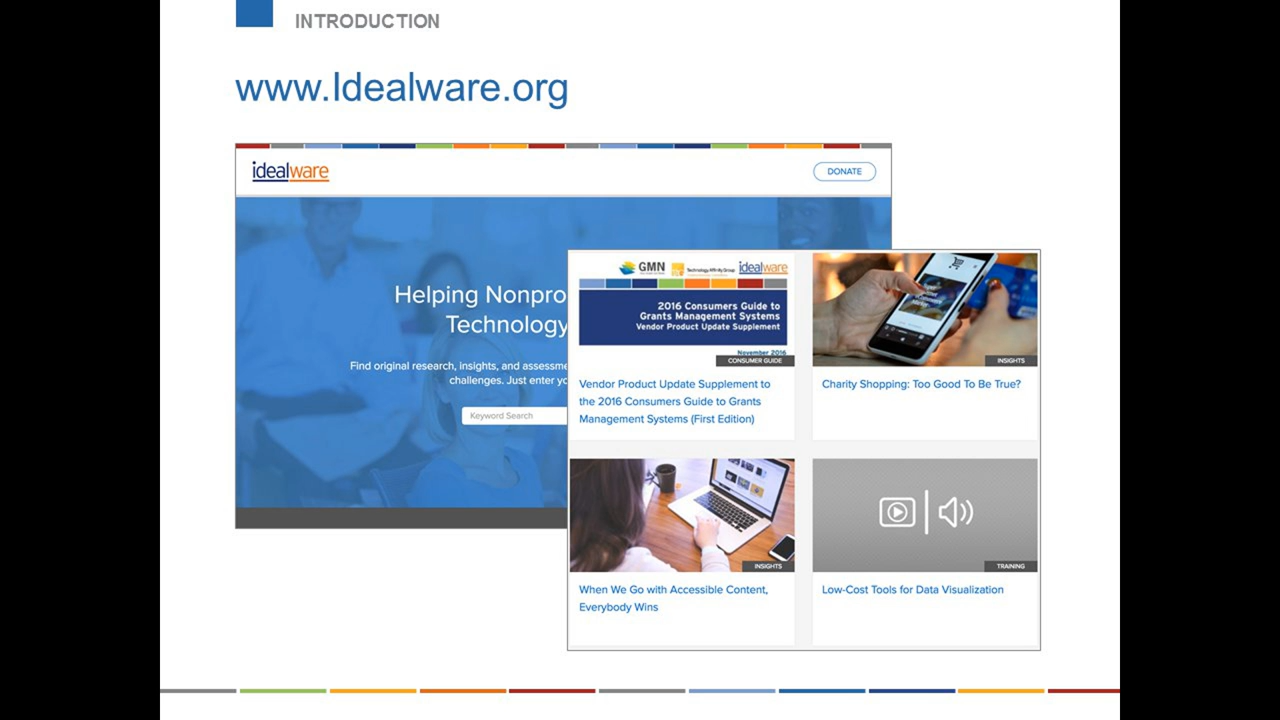 INTRODUCTION
www.Idealware.org
idealware
DONATE
Helping Nonpro
Technology
Find original research, insights, and assessme
challenges. Just enter yo
Keyword Search
GMN
Technology Affinity Group
idealware
2016 Consumers Guide to
Grants Management Systems
Vendor Product Update Supplement
November 2016
CONSUMER GUIDE
Vendor Product Update Supplement to
the 2016 Consumers Guide to Grants
Management Systems (First Edition)
INSIGHTS
Charity Shopping: Too Good To Be True?
INSIGHTS
When We Go with Accessible Content,
Everybody Wins
TRAINING
Low-Cost Tools for Data Visualization